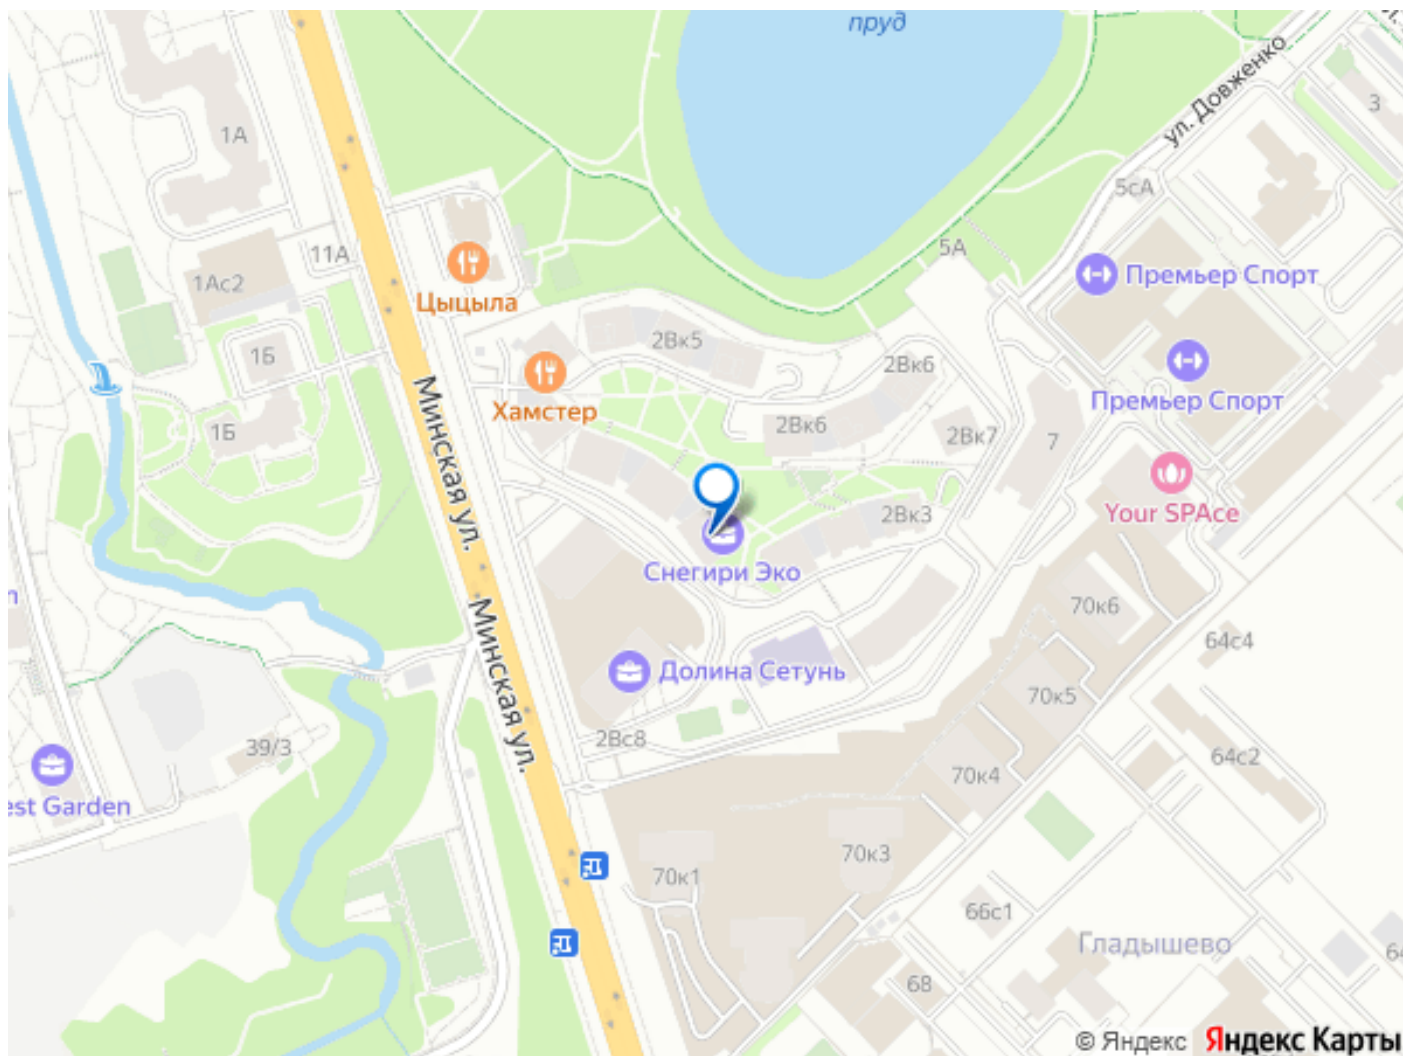 пруд
ул. Довженко
3
1А
5сА
11А
5А
1Ас2
Премьер Спорт
Цыцыла
2Вк5
1Б
2Вк6
Премьер Спорт
Хамстер
2Вк6
1Б
2Вк7
7
Минская ул.
2Вк3
Your SPAce
Снегири Эко
70к6
64с4
Минская ул.
Долина Сетунь
70к5
2Вс8
39/3
64с2
70к4
est Garden
70к3
70к1
66с1
Гладышево
68
© Яндекс Яндекс Карты